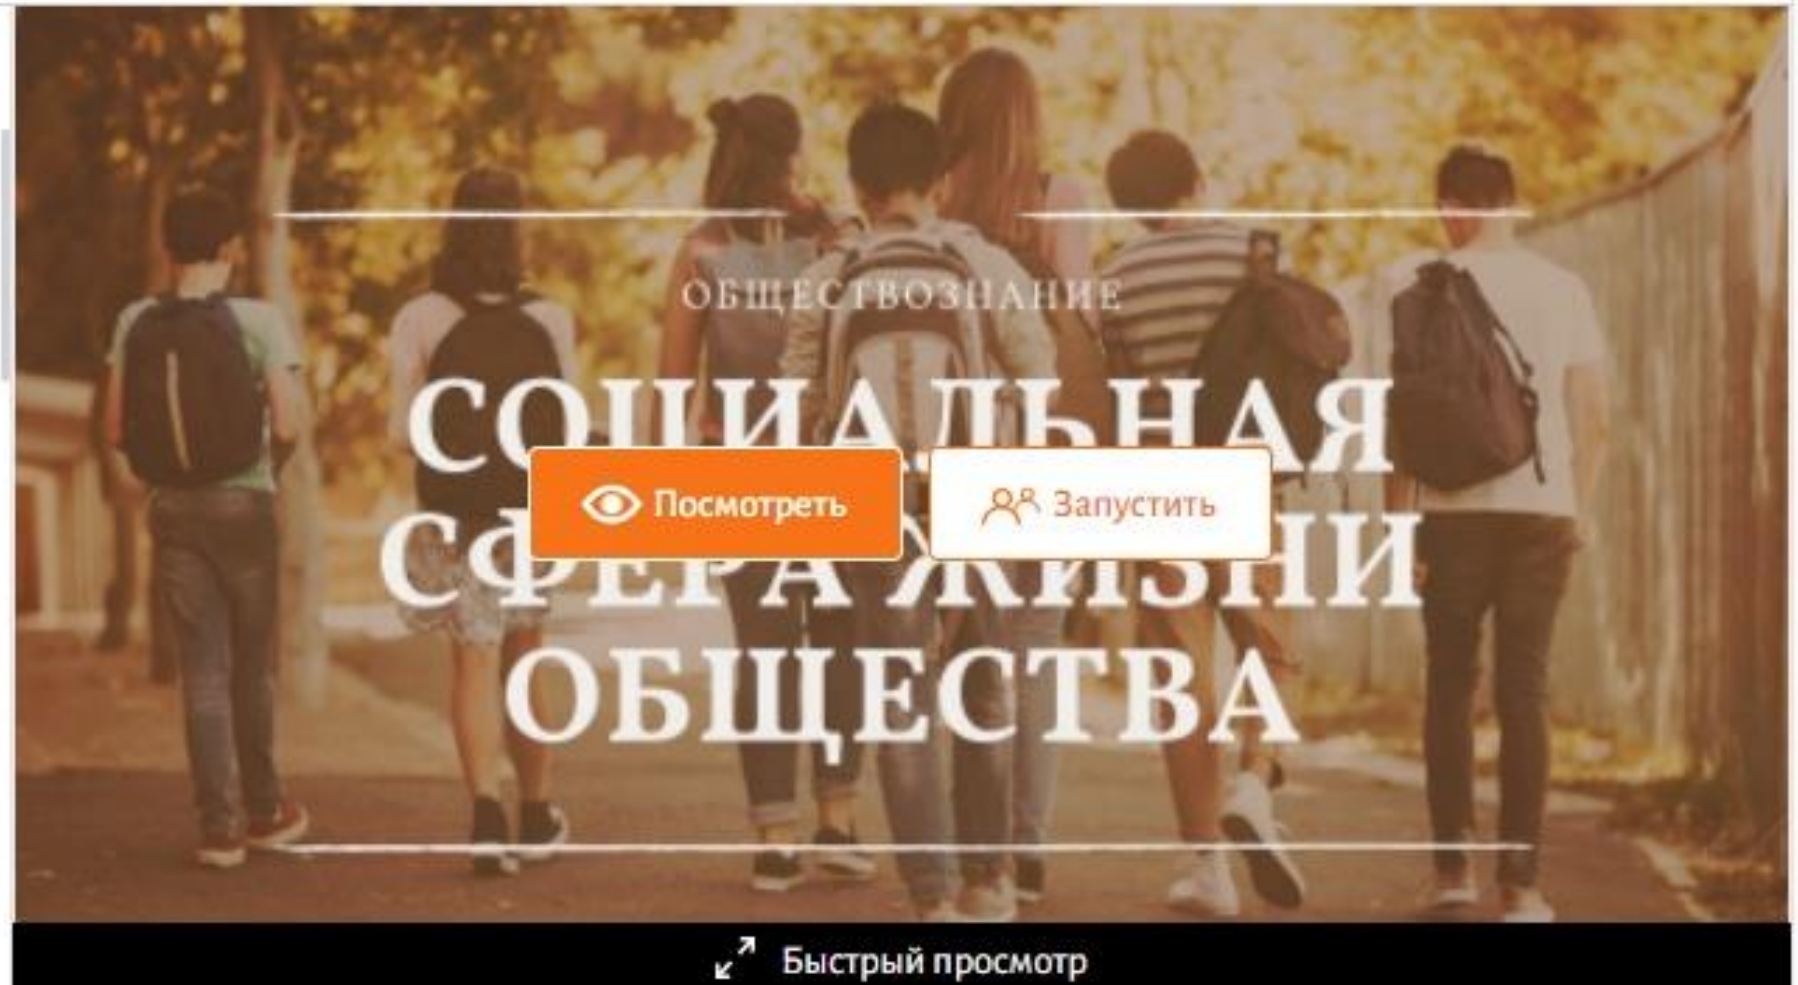 ОБЩЕСТВОЗНАНИЕ
СОЦИАЛЬНАЯ
Посмотреть
Запустить
СФЕРА ЖИЗНИ
ОБЩЕСТВА
Быстрый просмотр